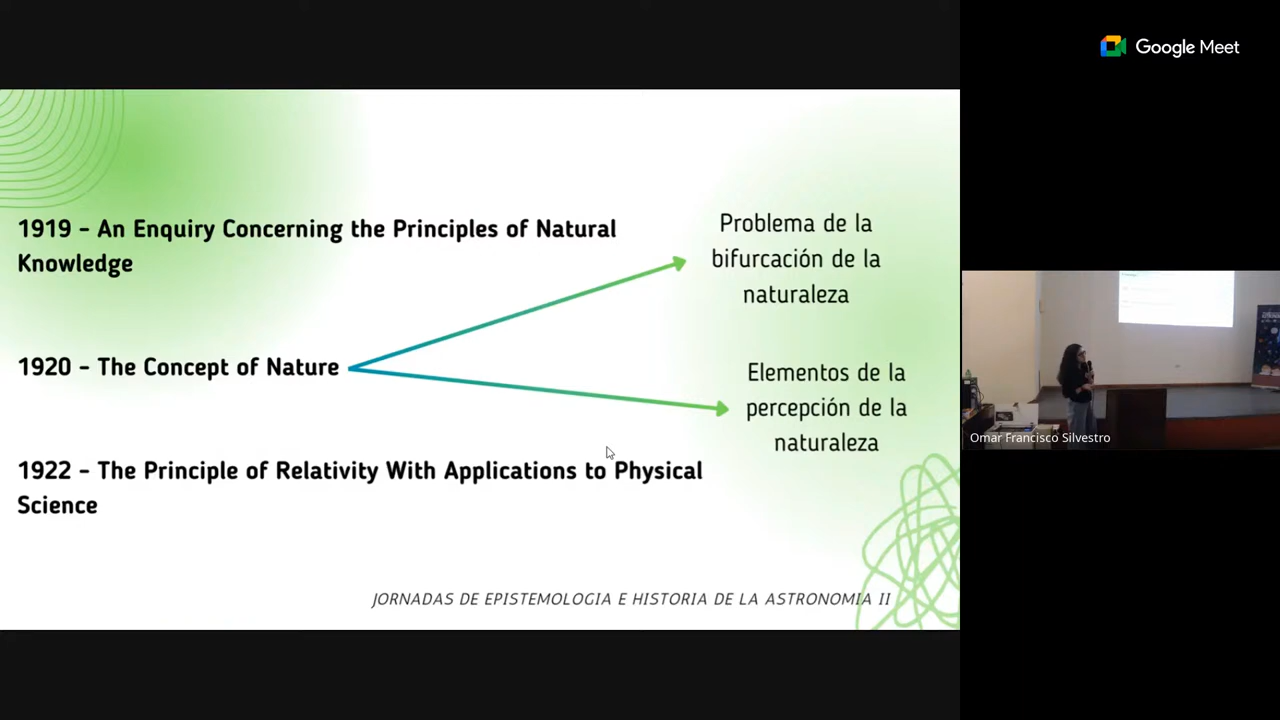 Google Meet
1919 - An Enquiry Concerning the Principles of Natural
Knowledge
Problema de la
bifurcación de la
naturaleza
1920 - The Concept of Nature
Elementos de la
percepción de la
naturaleza
1922 - The Principle of Relativity With Applications to Physical
Science
JORNADAS DE EPISTEMOLOGIA E HISTORIA DE LA ASTRONOMIA II
Omar Francisco Silvestro